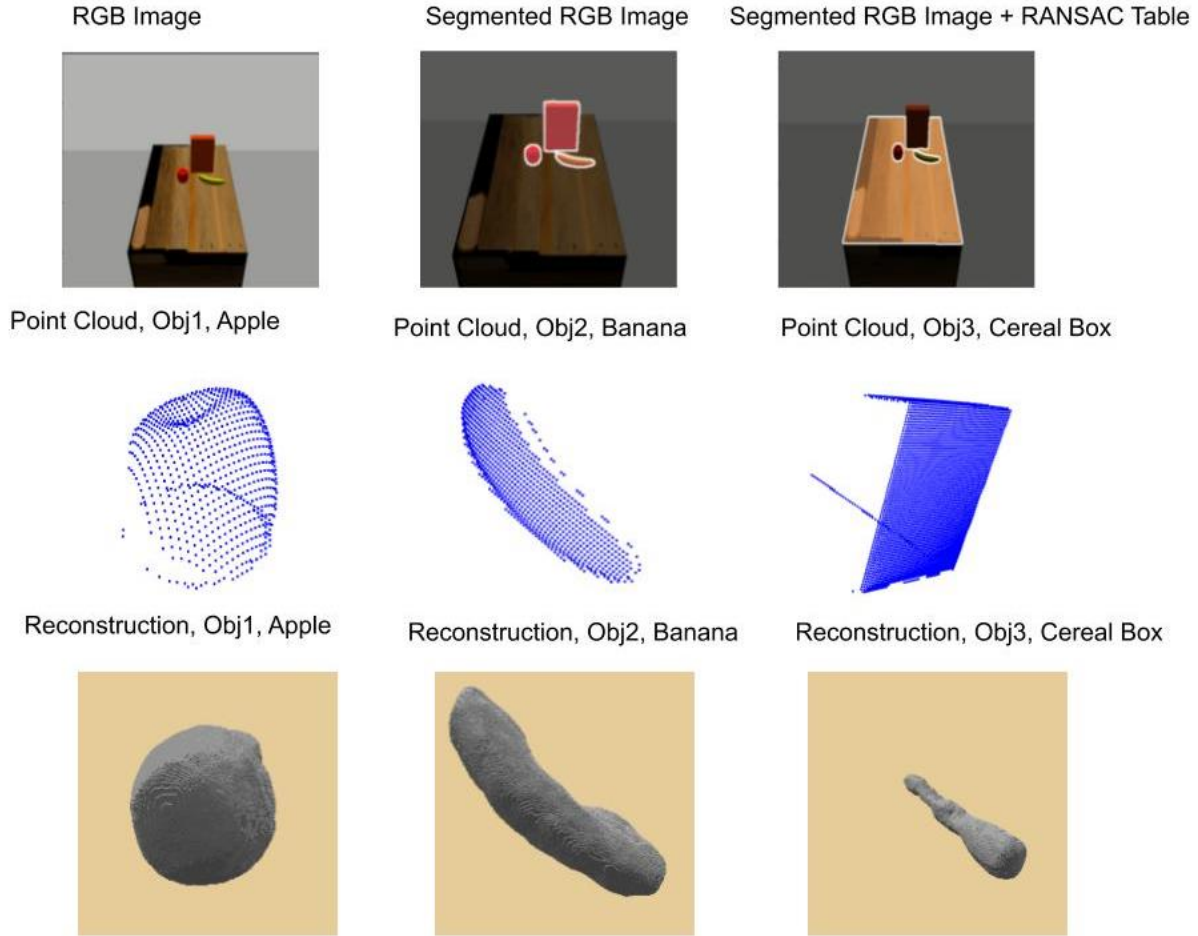 RGB Image
Segmented RGB Image
Segmented RGB Image + RANSAC Table
Point Cloud, Obj1, Apple
Point Cloud, Obj2, Banana
Point Cloud, Obj3, Cereal Box
Reconstruction, Obj1, Apple
Reconstruction, Obj2, Banana
Reconstruction, Obj3, Cereal Box